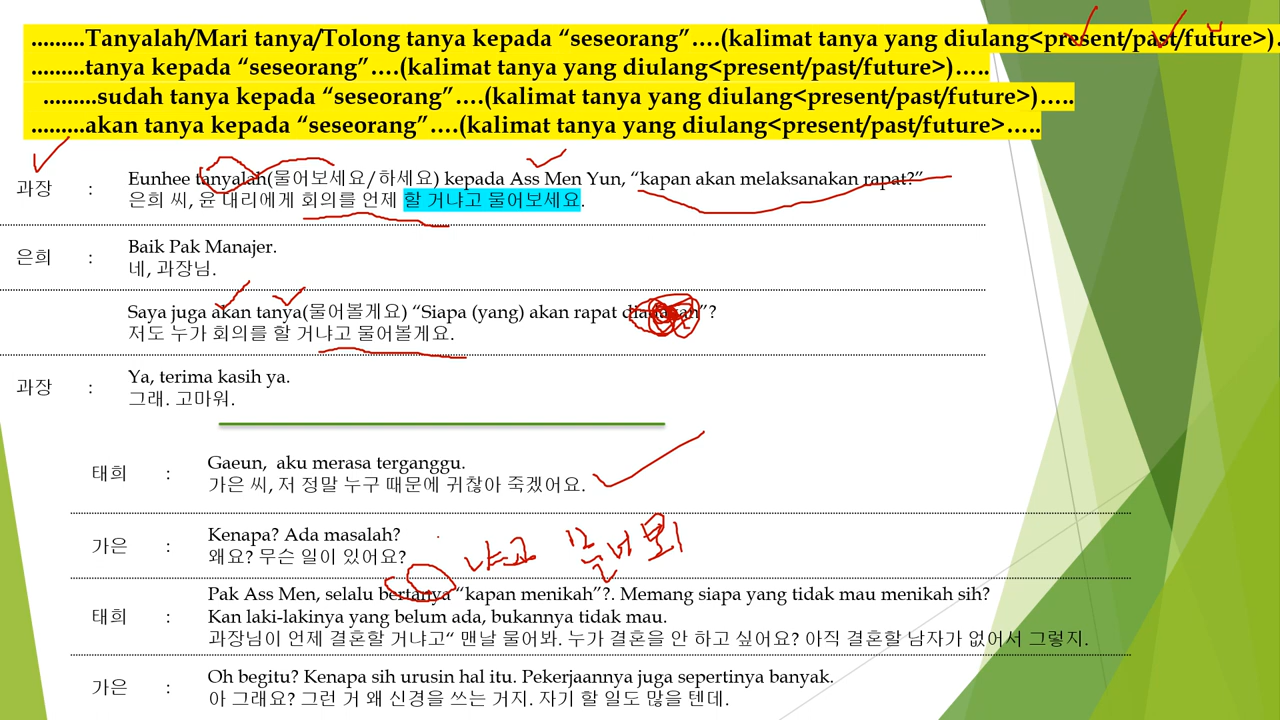 .........Tanyalah/Mari tanya/Tolong tanya kepada “seseorang”….(kalimat tanya yang diulang<present/past/future>).
.........tanya kepada “seseorang”….(kalimat tanya yang diulang<present/past/future>)…..
.........sudah tanya kepada “seseorang”….(kalimat tanya yang diulang<present/past/future>)…..
.........akan tanya kepada “seseorang”….(kalimat tanya yang diulang<present/past/future>…..
과장 : Eunhee tanyalah(물어보세요/하세요) kepada Ass Men Yun, “kapan akan melaksanakan rapat?”
은희 씨, 윤 대리에게 회의를 언제 할 거냐고 물어보세요.
은희 : Baik Pak Manajer.
네, 과장님.
Saya juga akan tanya(물어볼게요) “Siapa (yang) akan rapat ”?
저도 누가 회의를 할 거냐고 물어볼게요.
과장 : Ya, terima kasih ya.
그래. 고마워.
태희 : Gaeun, aku merasa terganggu.
가은 씨, 저 정말 누구 때문에 귀찮아 죽겠어요.
가은 : Kenapa? Ada masalah?
왜요? 무슨 일이 있어요?
냐고 물어봐
태희 : Pak Ass Men, selalu bertanya “kapan menikah”?. Memang siapa yang tidak mau menikah sih?
Kan laki-lakinya yang belum ada, bukannya tidak mau.
과장님이 언제 결혼할 거냐고“ 맨날 물어봐. 누가 결혼을 안 하고 싶어요? 아직 결혼할 남자가 없어서 그렇지.
가은 : Oh begitu? Kenapa sih urusin hal itu. Pekerjaannya juga sepertinya banyak.
아 그래요? 그런 거 왜 신경을 쓰는 거지. 자기 할 일도 많을 텐데.